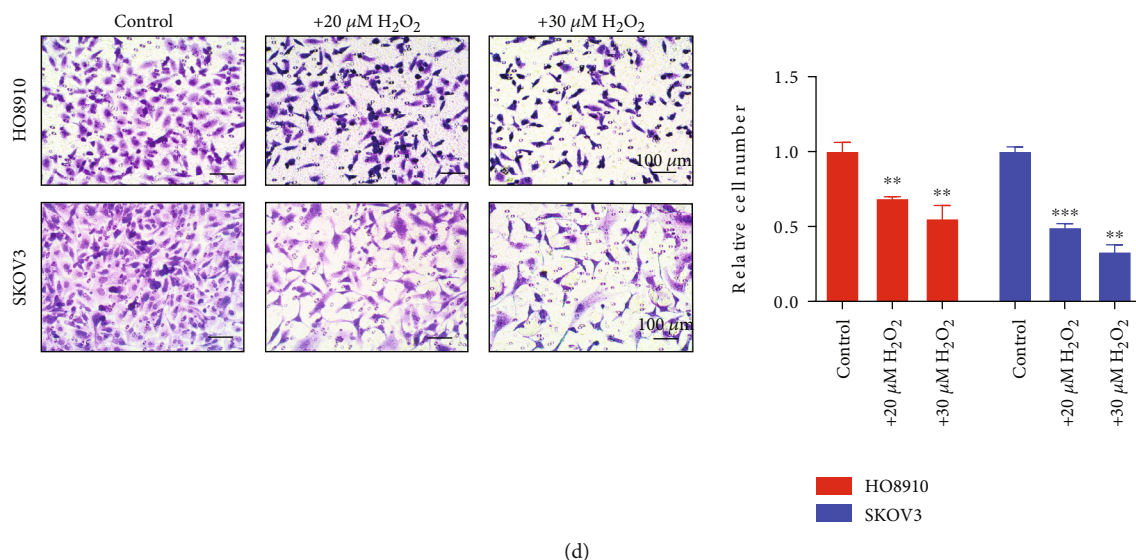 Control +20 μM H₂O₂ +30 μM H₂O₂
HO8910
100 μm
SKOV3
100 μm
Relative cell number
1.5
1.0
0.5
0.0
** ** *** **
Control +20 μM H₂O₂ +30 μM H₂O₂ Control +20 μM H₂O₂ +30 μM H₂O₂
HO8910
SKOV3
(d)